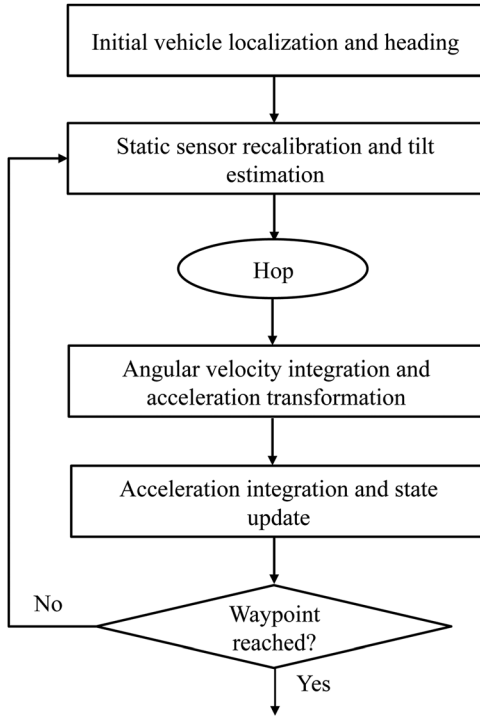 Initial vehicle localization and heading
Static sensor recalibration and tilt
estimation
Hop
Angular velocity integration and
acceleration transformation
Acceleration integration and state
update
Waypoint
reached?
No
Yes